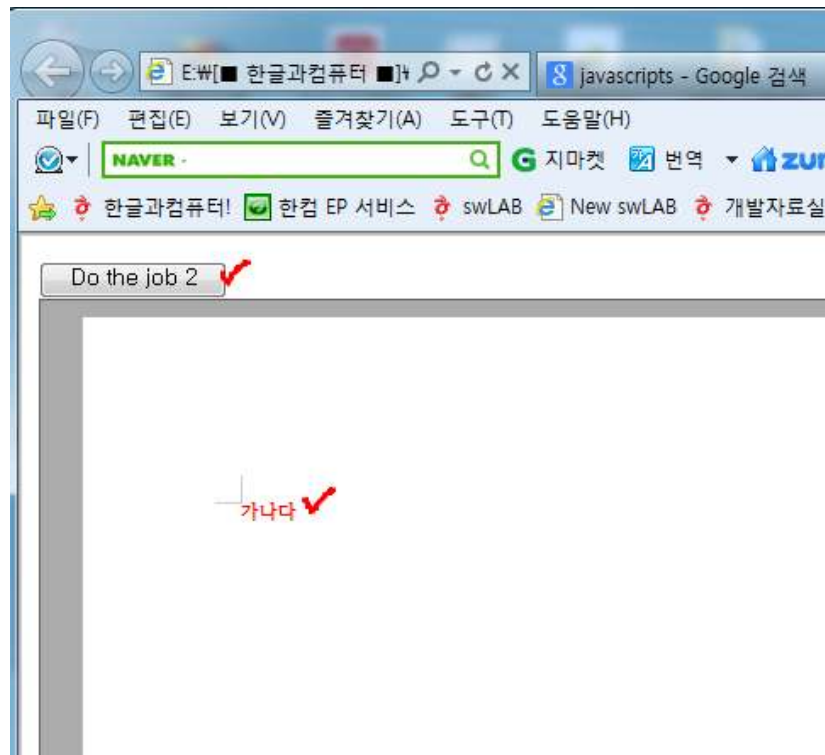 E:₩[■ 한글과컴퓨터 ■]₩
8 javascripts - Google 검색
파일(F) 편집(E) 보기(V) 즐겨찾기(A) 도구(T) 도움말(H)
NAVER G 지마켓 번역 zum
한글과컴퓨터! 한컴 EP 서비스 swLAB New swLAB 개발자료실
Do the job 2
가나다